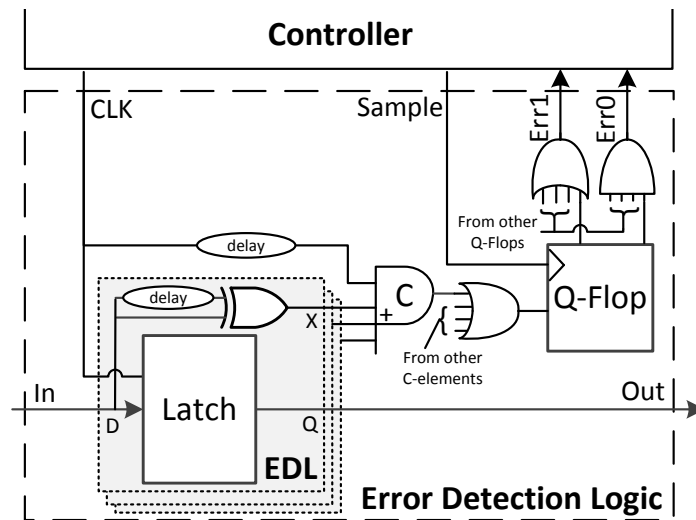 Controller
CLK
Sample
Err1
Err0
From other
Q-Flops
delay
delay
C
+
X
Q-Flop
From other
C-elements
In
Latch
Out
D
Q
EDL
Error Detection Logic